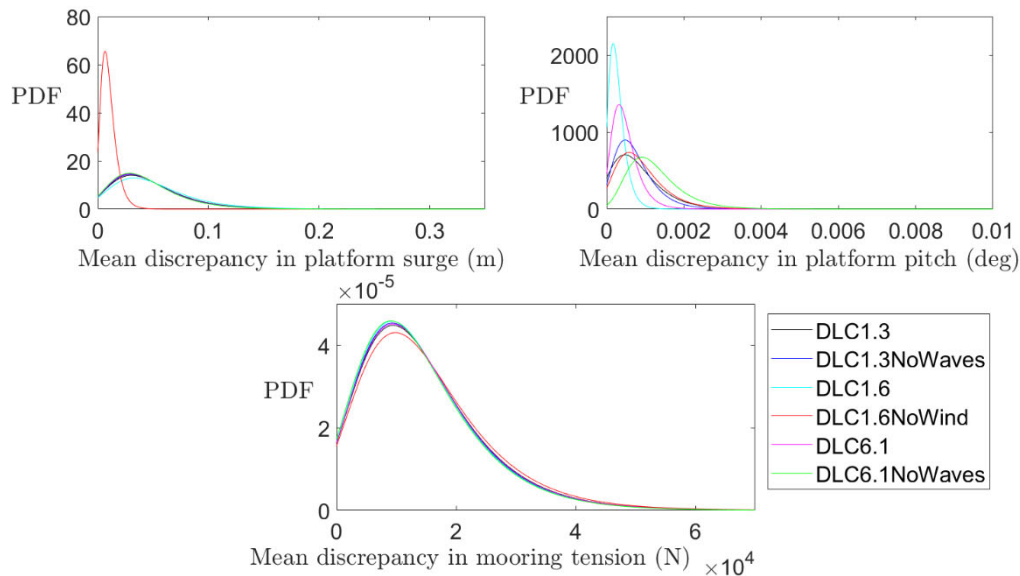 80
60
PDF
40
20
0
0 0.1 0.2 0.3
Mean discrepancy in platform surge (m)
2000
PDF
1000
0
0 0.002 0.004 0.006 0.008 0.01
Mean discrepancy in platform pitch (deg)
×10-5
4
PDF
2
0
0 2 4 6
Mean discrepancy in mooring tension (N) ×10⁴
DLC1.3
DLC1.3NoWaves
DLC1.6
DLC1.6NoWind
DLC6.1
DLC6.1NoWaves